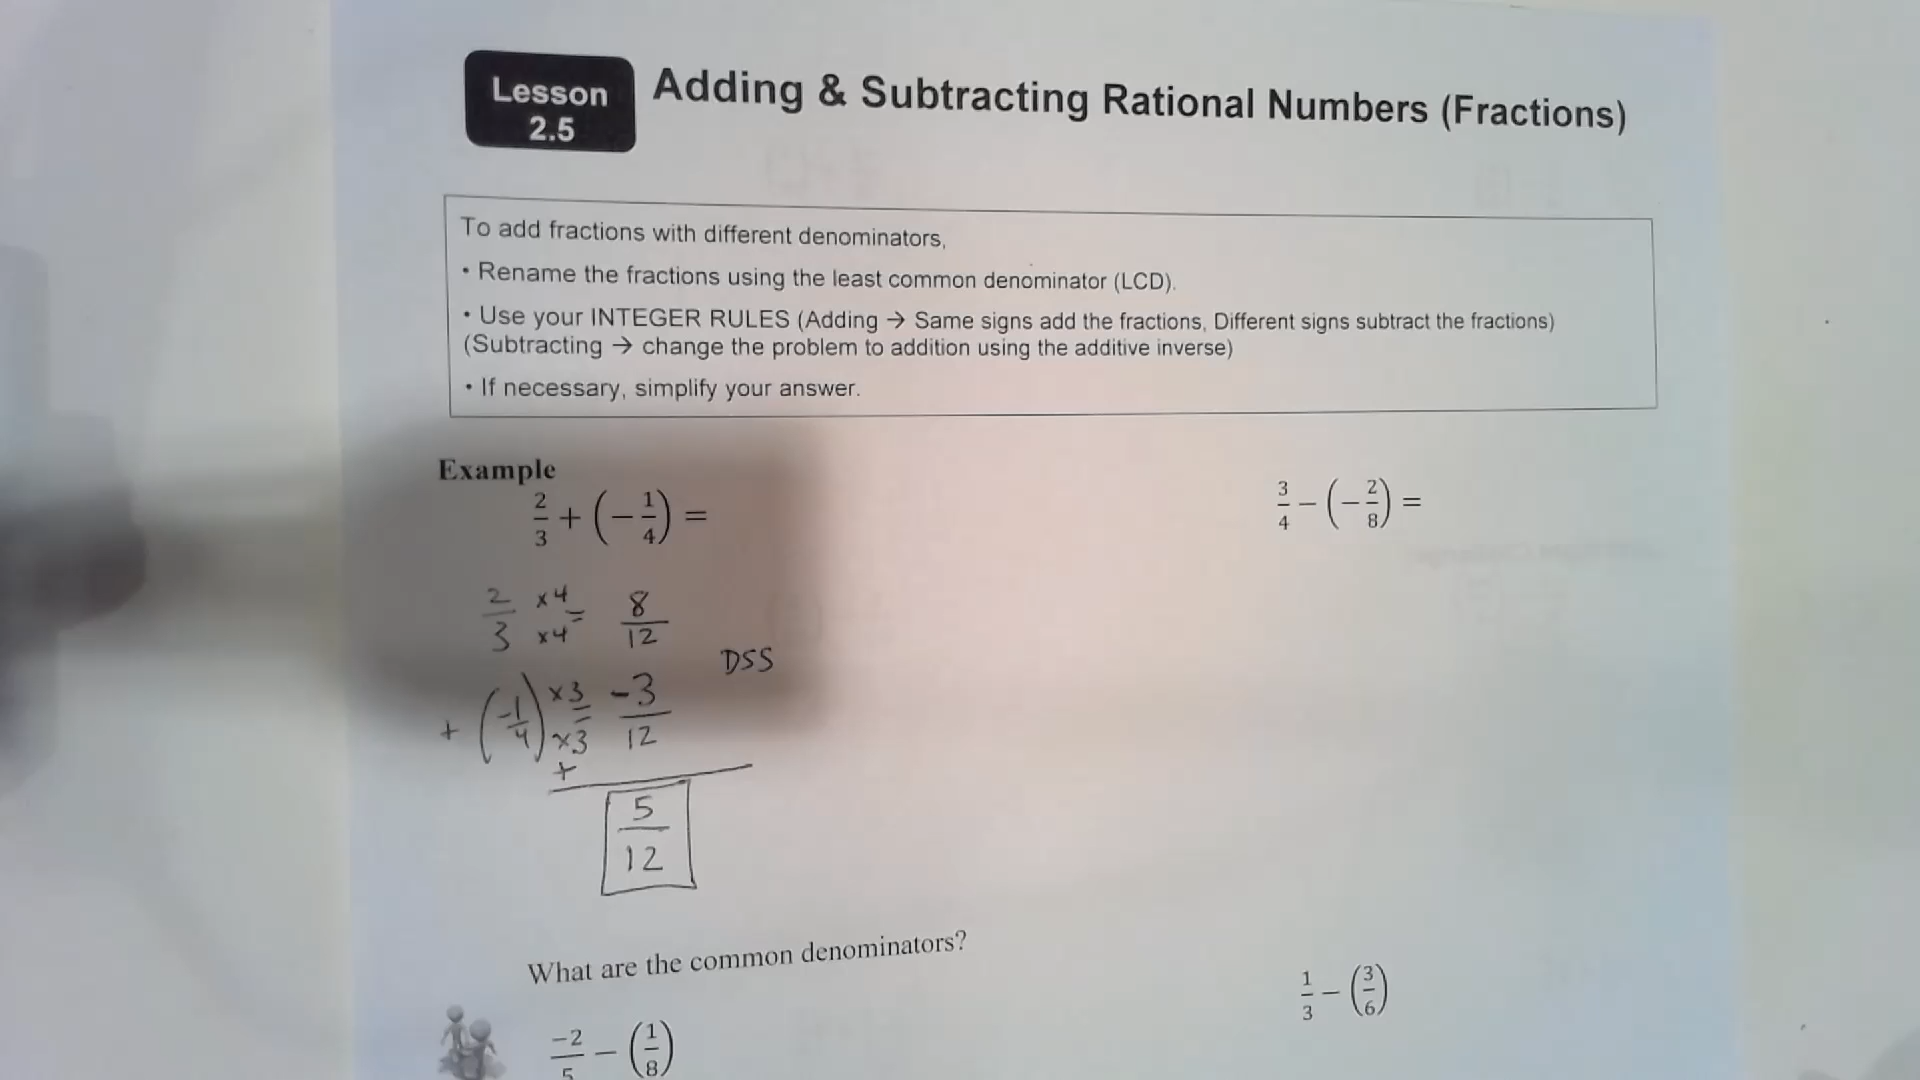 Lesson 2.5
Adding & Subtracting Rational Numbers (Fractions)
To add fractions with different denominators,
• Rename the fractions using the least common denominator (LCD).
• Use your INTEGER RULES (Adding → Same signs add the fractions, Different signs subtract the fractions)
(Subtracting → change the problem to addition using the additive inverse)
• If necessary, simplify your answer.
Example
2/3 + (−1/4) =
3/4 − (−2/8) =
2/3 ×4/×4 = 8/12
DSS
+ (-1/4) ×3/×3 = -3/12
+
5/12
What are the common denominators?
−2/5 − (1/8)
1/3 − (3/6)